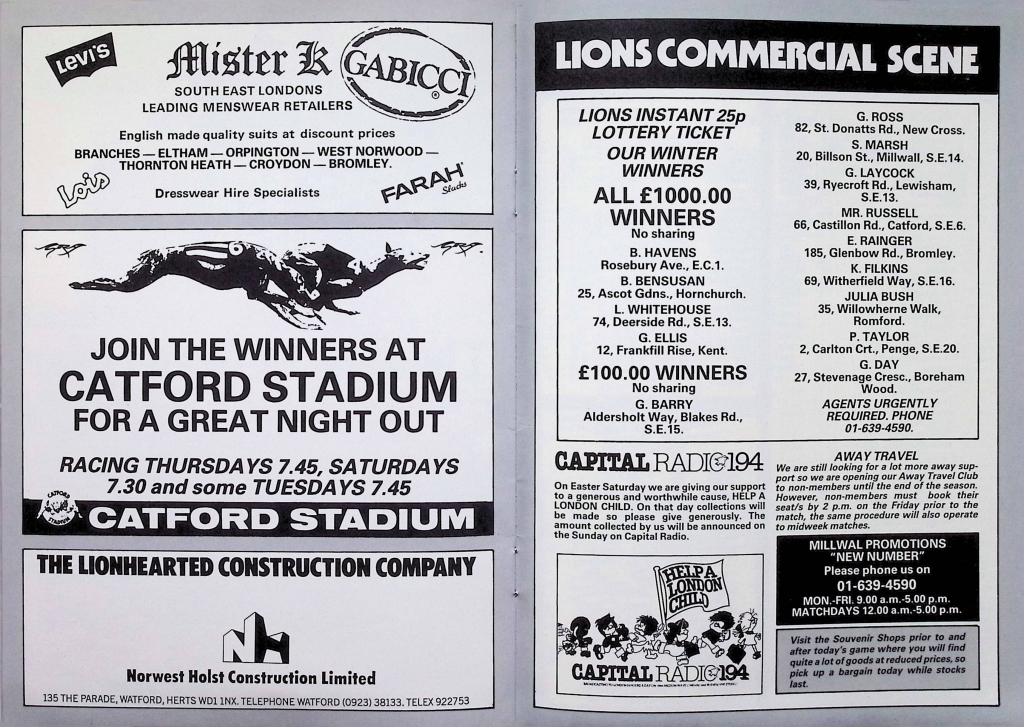 LEVI'S
Mister K
GABICCI
®
SOUTH EAST LONDONS
LEADING MENSWEAR RETAILERS
English made quality suits at discount prices
BRANCHES — ELTHAM — ORPINGTON — WEST NORWOOD —
THORNTON HEATH — CROYDON — BROMLEY.
Lois
Dresswear Hire Specialists
FARAH®
Slacks
GRA
6
GRA
JOIN THE WINNERS AT
CATFORD STADIUM
FOR A GREAT NIGHT OUT
RACING THURSDAYS 7.45, SATURDAYS
7.30 and some TUESDAYS 7.45
CATFORD
STADIUM
CATFORD STADIUM
THE LIONHEARTED CONSTRUCTION COMPANY
Norwest Holst Construction Limited
135 THE PARADE, WATFORD, HERTS WD1 1NX. TELEPHONE WATFORD (0923) 38133. TELEX 922753
LIONS COMMERCIAL SCENE
LIONS INSTANT 25p
LOTTERY TICKET
OUR WINTER
WINNERS
ALL £1000.00
WINNERS
No sharing
B. HAVENS
Rosebury Ave., E.C.1.
B. BENSUSAN
25, Ascot Gdns., Hornchurch.
L. WHITEHOUSE
74, Deerside Rd., S.E.13.
G. ELLIS
12, Frankfill Rise, Kent.
£100.00 WINNERS
No sharing
G. BARRY
Aldersholt Way, Blakes Rd.,
S.E.15.
G. ROSS
82, St. Donatts Rd., New Cross.
S. MARSH
20, Billson St., Millwall, S.E.14.
G. LAYCOCK
39, Ryecroft Rd., Lewisham,
S.E.13.
MR. RUSSELL
66, Castillon Rd., Catford, S.E.6.
E. RAINGER
185, Glenbow Rd., Bromley.
K. FILKINS
69, Witherfield Way, S.E.16.
JULIA BUSH
35, Willowherne Walk,
Romford.
P. TAYLOR
2, Carlton Crt., Penge, S.E.20.
G. DAY
27, Stevenage Cresc., Boreham
Wood.
AGENTS URGENTLY
REQUIRED. PHONE
01-639-4590.
CAPITAL RADIO 194
On Easter Saturday we are giving our support
to a generous and worthwhile cause, HELP A
LONDON CHILD. On that day collections will
be made so please give generously. The
amount collected by us will be announced on
the Sunday on Capital Radio.
HELP A
LONDON
CHILD
CAPITAL RADIO 194
AWAY TRAVEL
We are still looking for a lot more away sup-
port so we are opening our Away Travel Club
to non-members until the end of the season.
However, non-members must book their
seat/s by 2 p.m. on the Friday prior to the
match, the same procedure will also operate
to midweek matches.
MILLWAL PROMOTIONS
"NEW NUMBER"
Please phone us on
01-639-4590
MON.-FRI. 9.00 a.m.-5.00 p.m.
MATCHDAYS 12.00 a.m.-5.00 p.m.
Visit the Souvenir Shops prior to and
after today's game where you will find
quite a lot of goods at reduced prices, so
pick up a bargain today while stocks
last.